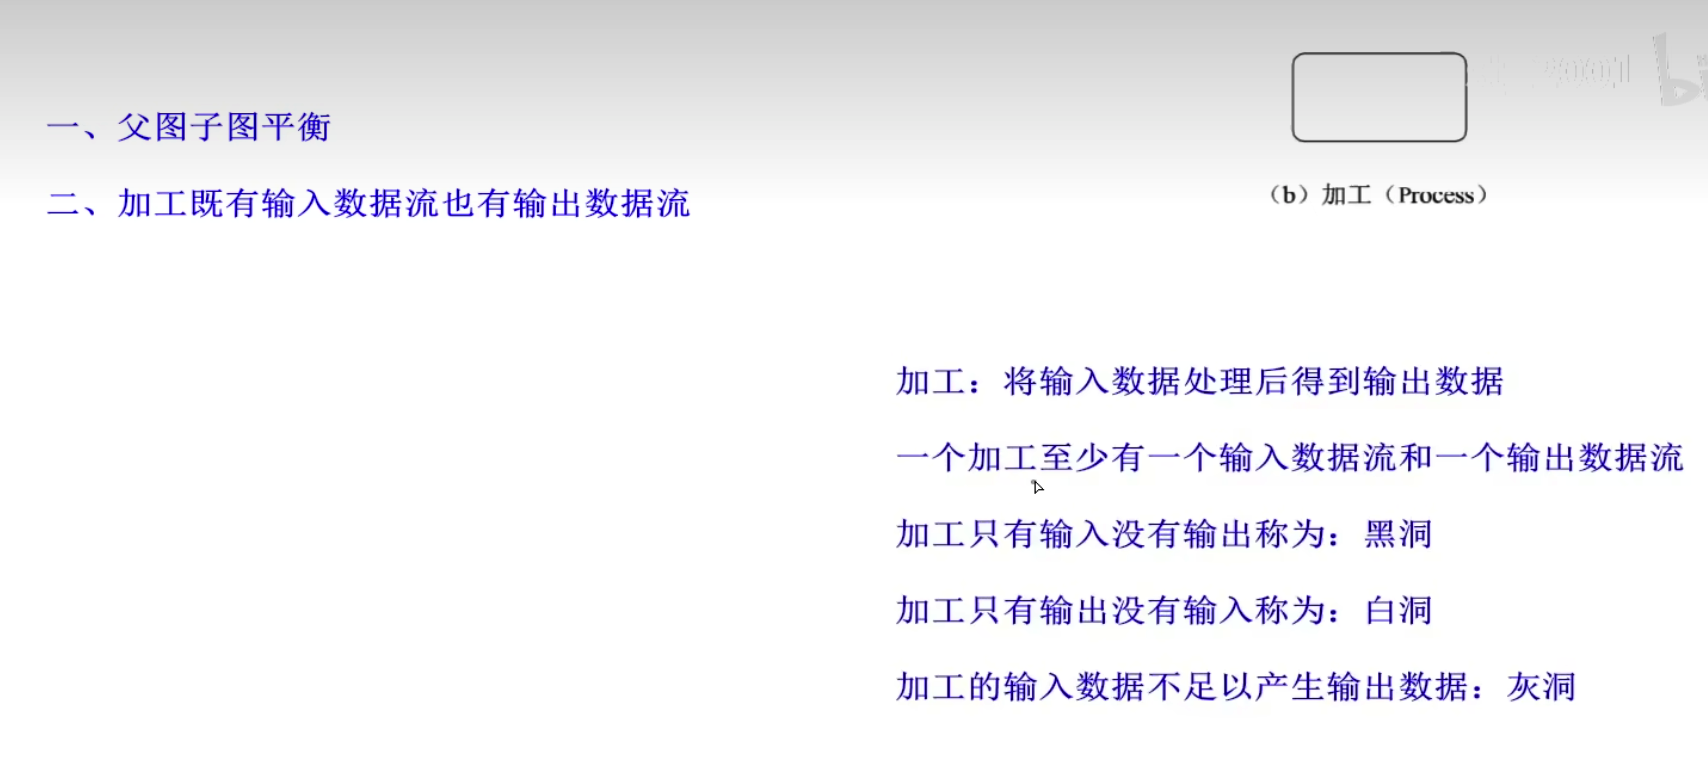 一、父图子图平衡
二、加工既有输入数据流也有输出数据流
（b）加工（Process）
加工：将输入数据处理后得到输出数据
一个加工至少有一个输入数据流和一个输出数据流
加工只有输入没有输出称为：黑洞
加工只有输出没有输入称为：白洞
加工的输入数据不足以产生输出数据：灰洞